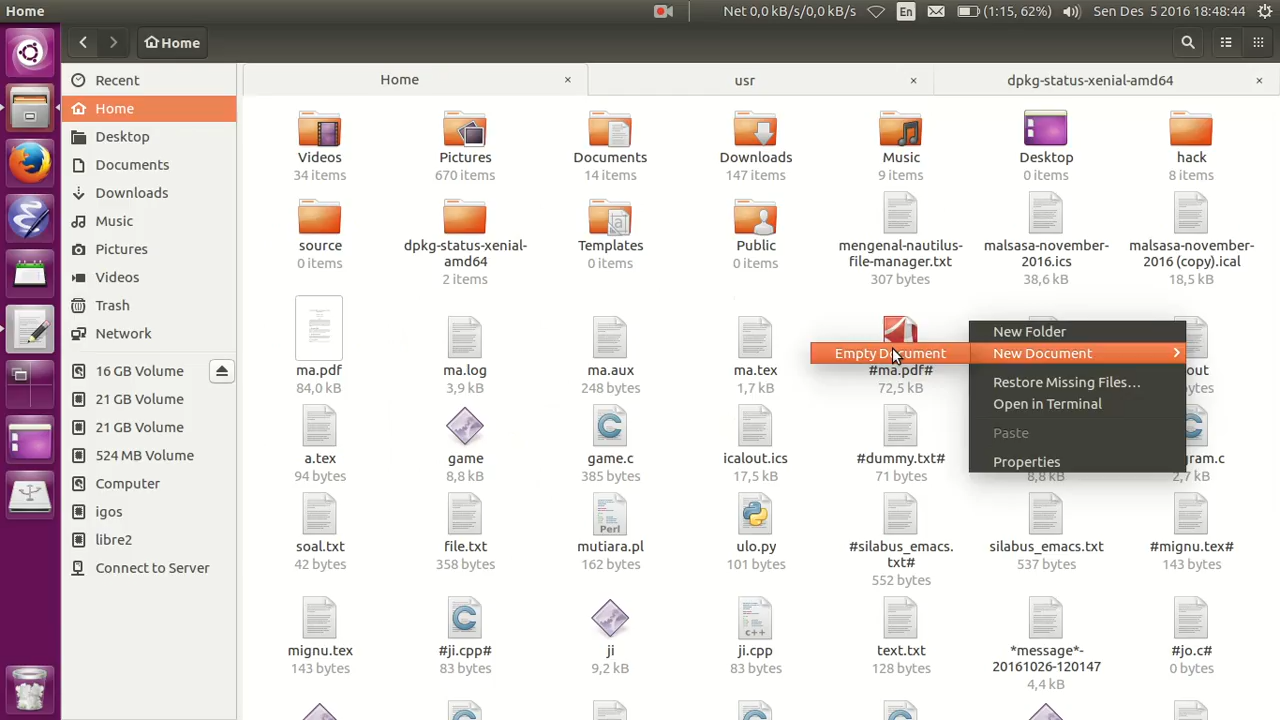 Home
Net 0,0 kB/s/0,0 kB/s
En
(1:15, 62%)
Sen Des 5 2016 18:48:44
Home
Recent
Home
Desktop
Documents
Downloads
Music
Pictures
Videos
Trash
Network
16 GB Volume
21 GB Volume
21 GB Volume
524 MB Volume
Computer
igos
libre2
Connect to Server
Home
usr
dpkg-status-xenial-amd64
Videos
34 items
Pictures
670 items
Documents
14 items
Downloads
147 items
Music
9 items
Desktop
0 items
hack
8 items
source
0 items
dpkg-status-xenial-
amd64
2 items
Templates
0 items
Public
0 items
mengenal-nautilus-
file-manager.txt
307 bytes
malsasa-november-
2016.ics
38,6 kB
malsasa-november-
2016 (copy).ical
18,5 kB
ma.pdf
84,0 kB
ma.log
3,9 kB
ma.aux
248 bytes
ma.tex
1,7 kB
#ma.pdf#
72,5 kB
out
Empty Document
New Folder
New Document
Restore Missing Files…
Open in Terminal
Paste
Properties
a.tex
94 bytes
game
8,8 kB
game.c
385 bytes
icalout.ics
17,5 kB
#dummy.txt#
71 bytes
8,8 kB
gram.c
2,7 kB
soal.txt
42 bytes
file.txt
358 bytes
Perl
mutiara.pl
162 bytes
ulo.py
101 bytes
#silabus_emacs.
txt#
552 bytes
silabus_emacs.txt
537 bytes
#mignu.tex#
143 bytes
mignu.tex
143 bytes
#ji.cpp#
83 bytes
ji
9,2 kB
c++
ji.cpp
83 bytes
text.txt
128 bytes
*message*-
20161026-120147
4,4 kB
#jo.c#
0 bytes